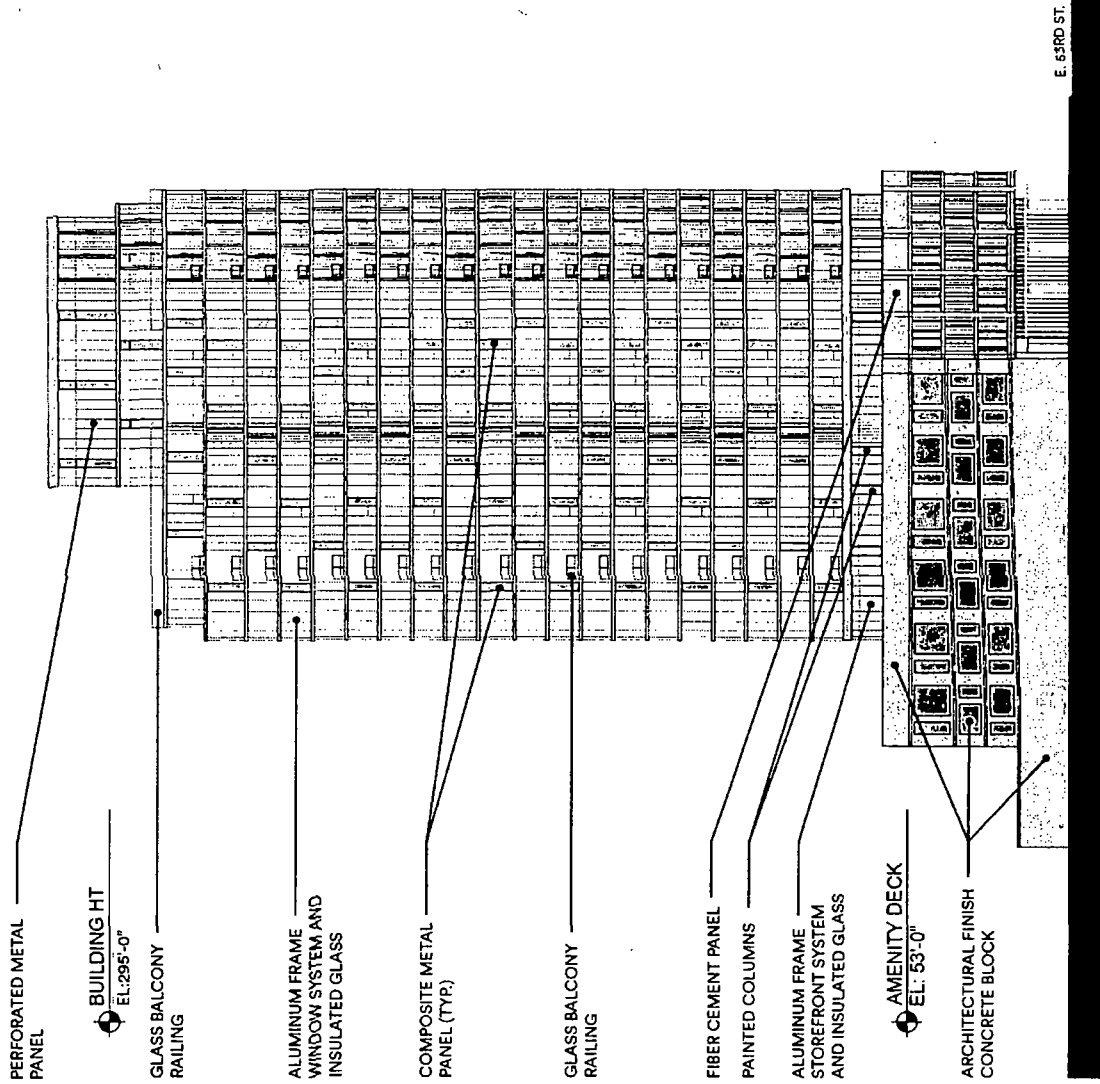 PERFORATED METAL
PANEL
BUILDING HT
EL:295'-0"
GLASS BALCONY
RAILING
ALUMINUM FRAME
WINDOW SYSTEM AND
INSULATED GLASS
COMPOSITE METAL
PANEL (TYP.)
GLASS BALCONY
RAILING
FIBER CEMENT PANEL
PAINTED COLUMNS
ALUMINUM FRAME
STOREFRONT SYSTEM
AND INSULATED GLASS
AMENITY DECK
EL: 53'-0"
ARCHITECTURAL FINISH
CONCRETE BLOCK
E. 53RD ST.